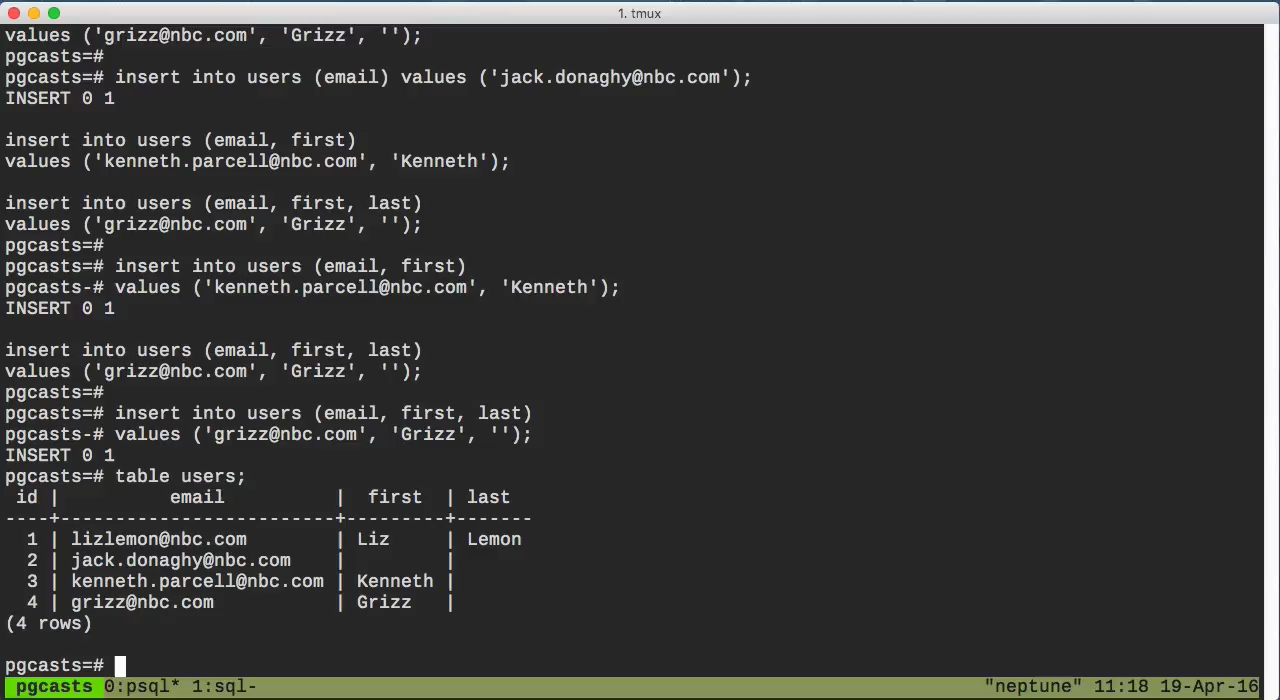 1. tmux
values ('grizz@nbc.com', 'Grizz', '');
pgcasts=#
pgcasts=# insert into users (email) values ('jack.donaghy@nbc.com');
INSERT 0 1
insert into users (email, first)
values ('kenneth.parcell@nbc.com', 'Kenneth');
insert into users (email, first, last)
values ('grizz@nbc.com', 'Grizz', '');
pgcasts=#
pgcasts=# insert into users (email, first)
pgcasts-# values ('kenneth.parcell@nbc.com', 'Kenneth');
INSERT 0 1
insert into users (email, first, last)
values ('grizz@nbc.com', 'Grizz', '');
pgcasts=#
pgcasts=# insert into users (email, first, last)
pgcasts-# values ('grizz@nbc.com', 'Grizz', '');
INSERT 0 1
pgcasts=# table users;
 id |          email          |  first  | last
----+-------------------------+---------+-------
  1 | lizlemon@nbc.com        | Liz     | Lemon
  2 | jack.donaghy@nbc.com    |         |
  3 | kenneth.parcell@nbc.com | Kenneth |
  4 | grizz@nbc.com           | Grizz   |
(4 rows)
pgcasts=#
pgcasts 0:psql* 1:sql- "neptune" 11:18 19-Apr-16